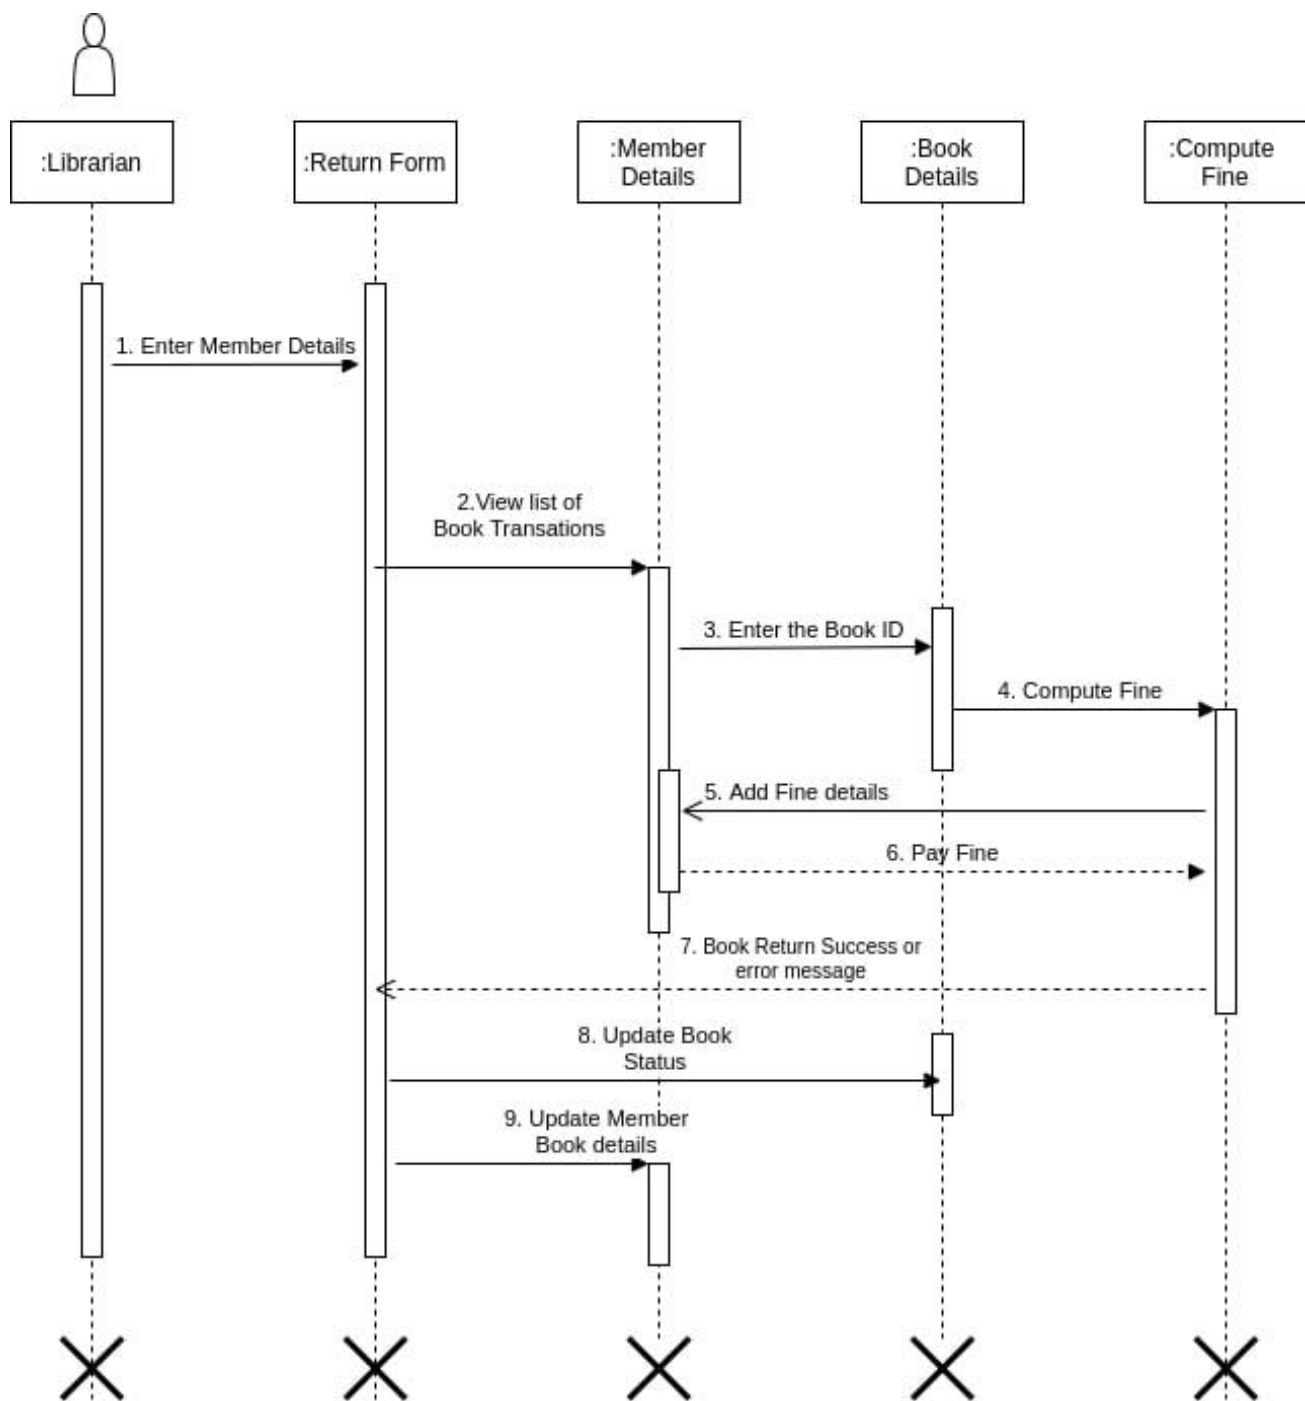 :Librarian
:Return Form
:Member
Details
:Book
Details
:Compute
Fine
1. Enter Member Details
2.View list of
Book Transations
3. Enter the Book ID
4. Compute Fine
5. Add Fine details
6. Pay Fine
7. Book Return Success or
error message
8. Update Book
Status
9. Update Member
Book details